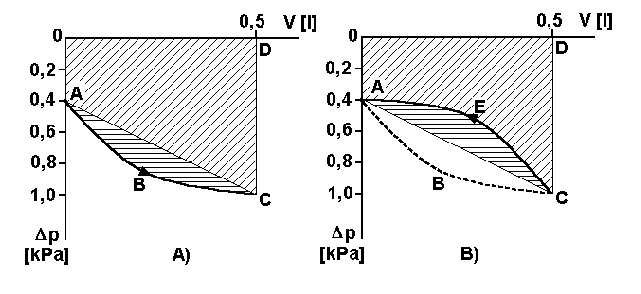 0,5 V [l]
0
D
0,2
0,4 A
0,6
0,8
B
1,0
C
Δp
[kPa]
A)
0,5 V [l]
0
D
0,2
A
0,4
E
0,6
0,8
B
1,0
C
Δp
[kPa]
B)